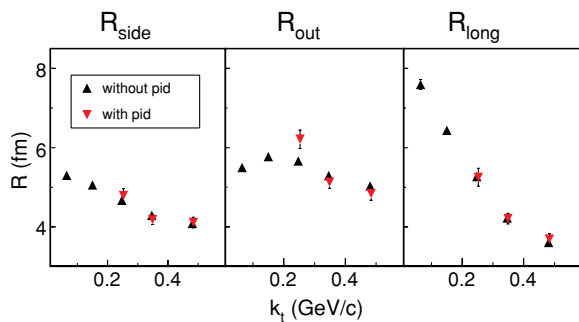 R_side R_out R_long
8
without pid
with pid
6
R (fm)
4
0.2 0.4 0.2 0.4 0.2 0.4
k_t (GeV/c)